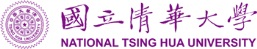 國立清華大學
NATIONAL TSING HUA UNIVERSITY